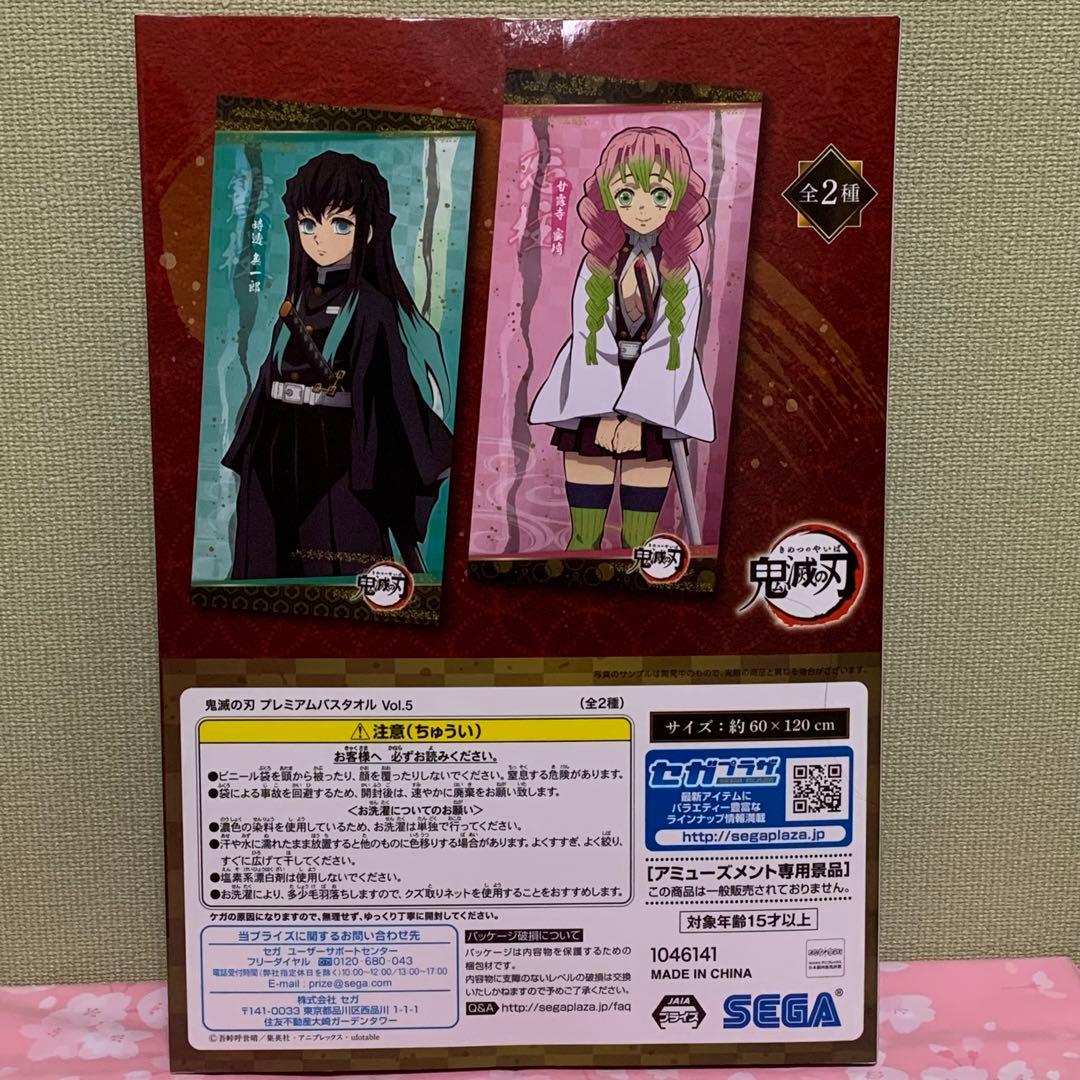 全2種
霞柱
時透 無一郎
恋柱
甘露寺 蜜璃
きめつのやいば
鬼滅の刃
きめつのやいば
鬼滅の刃
きめつのやいば
鬼滅の刃
写真のサンプルは開発中のもので、実際の商品と異なる場合がございます。
鬼滅の刃 プレミアムバスタオル Vol.5 (全2種)
⚠注意(ちゅうい)
お客様へ 必ずお読みください。
●ビニール袋を頭から被ったり、顔を覆ったりしないでください。窒息する危険があります。
●袋による事故を回避するため、開封後は、速やかに廃棄をお願い致します。
<お洗濯についてのお願い>
●濃色の染料を使用しているため、お洗濯は単独で行ってください。
●汗や水に濡れたまま放置すると他のものに色移りする場合があります。よくすすぎ、よく絞り、
すぐに広げて干してください。
●塩素系漂白剤は使用しないでください。
●お洗濯により、多少毛羽落ちしますので、クズ取りネットを使用することをおすすめします。
ケガの原因になりますので、無理せず、ゆっくり丁寧に開封してください。
当プライズに関するお問い合わせ先
セガ ユーザーサポートセンター
フリーダイヤル 0120-680-043
電話受付時間(弊社指定休日を除く)10:00~12:00/13:00~17:00
E-mail : prize@sega.com
株式会社 セガ
〒141-0033 東京都品川区西品川 1-1-1
住友不動産大崎ガーデンタワー
©吾峠呼世晴/集英社・アニプレックス・ufotable
パッケージ破損について
パッケージは内容物を保護するための
梱包材です。
内容物に支障のないレベルの破損は交換
いたしかねますので予めご了承ください。
Q&A http://segaplaza.jp/faq
サイズ:約60×120cm
セガプラザ
SEGA PLAZA
最新アイテムに
バラエティー豊富な
ラインナップ情報満載
http://segaplaza.jp
[アミューズメント専用景品]
この商品は一般販売されておりません。
対象年齢15才以上
1046141
MADE IN CHINA
JAIA
プライズ
SEGA®